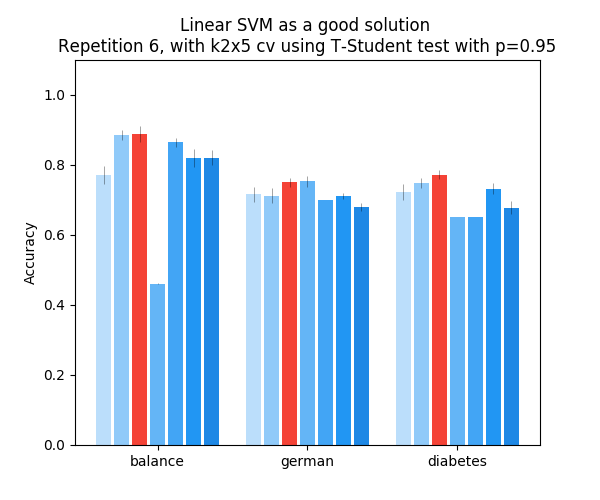 Linear SVM as a good solution
Repetition 6, with k2x5 cv using T-Student test with p=0.95
1.0
0.8
0.6
0.4
0.2
0.0
Accuracy
balance german diabetes